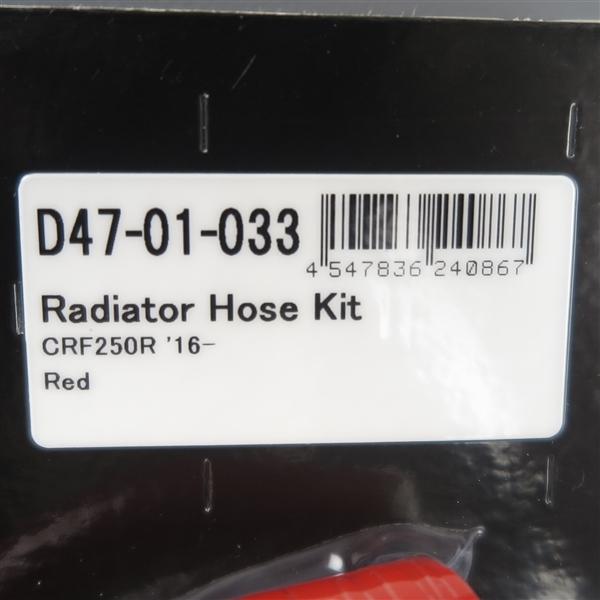 D47-01-033
4 547836 240867
Radiator Hose Kit
CRF250R '16-
Red